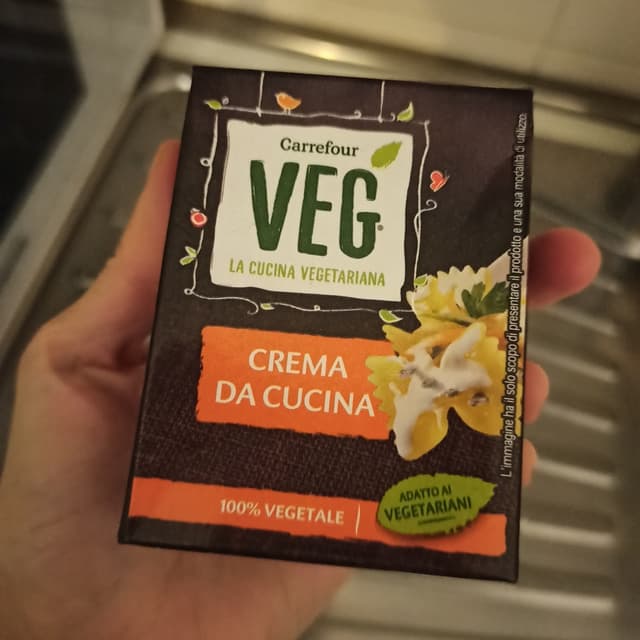 Carrefour
VEG
LA CUCINA VEGETARIANA
CREMA
DA CUCINA
100% VEGETALE
ADATTO AI
VEGETARIANI
L'immagine ha il solo scopo di presentare il prodotto e una sua modalità di utilizzo.